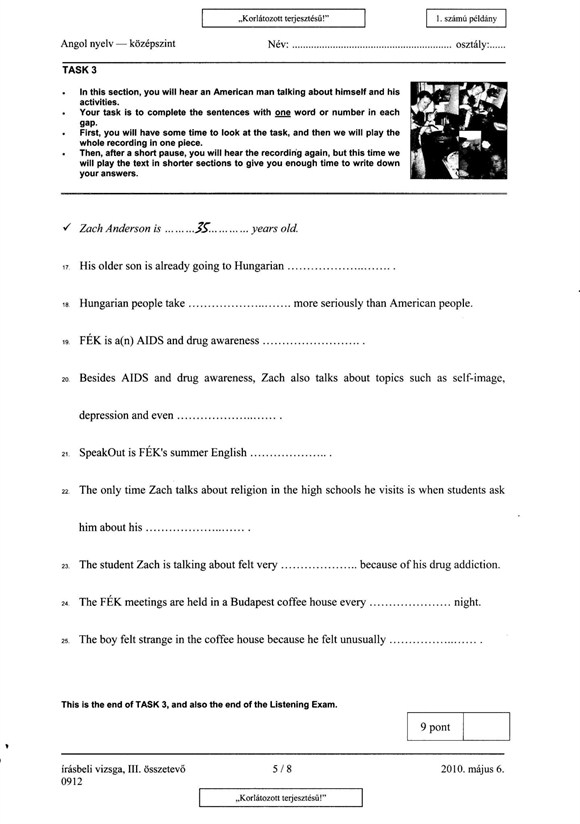 „Korlátozott terjesztésű!”
1. számú példány
Angol nyelv — középszint
Név: .......................................................... osztály:......
TASK 3
• In this section, you will hear an American man talking about himself and his
activities.
• Your task is to complete the sentences with one word or number in each
gap.
• First, you will have some time to look at the task, and then we will play the
whole recording in one piece.
• Then, after a short pause, you will hear the recording again, but this time we
will play the text in shorter sections to give you enough time to write down
your answers.
✓ Zach Anderson is ………35………… years old.
17. His older son is already going to Hungarian ………………..……. .
18. Hungarian people take ………………..……. more seriously than American people.
19. FÉK is a(n) AIDS and drug awareness ……………………. .
20. Besides AIDS and drug awareness, Zach also talks about topics such as self-image,
depression and even ………………..…… .
21. SpeakOut is FÉK's summer English ……………….. .
22. The only time Zach talks about religion in the high schools he visits is when students ask
him about his ………………..…… .
23. The student Zach is talking about felt very ……………….. because of his drug addiction.
24. The FÉK meetings are held in a Budapest coffee house every ………………… night.
25. The boy felt strange in the coffee house because he felt unusually ……………..…… .
This is the end of TASK 3, and also the end of the Listening Exam.
9 pont
írásbeli vizsga, III. összetevő
5 / 8
2010. május 6.
0912
„Korlátozott terjesztésű!”